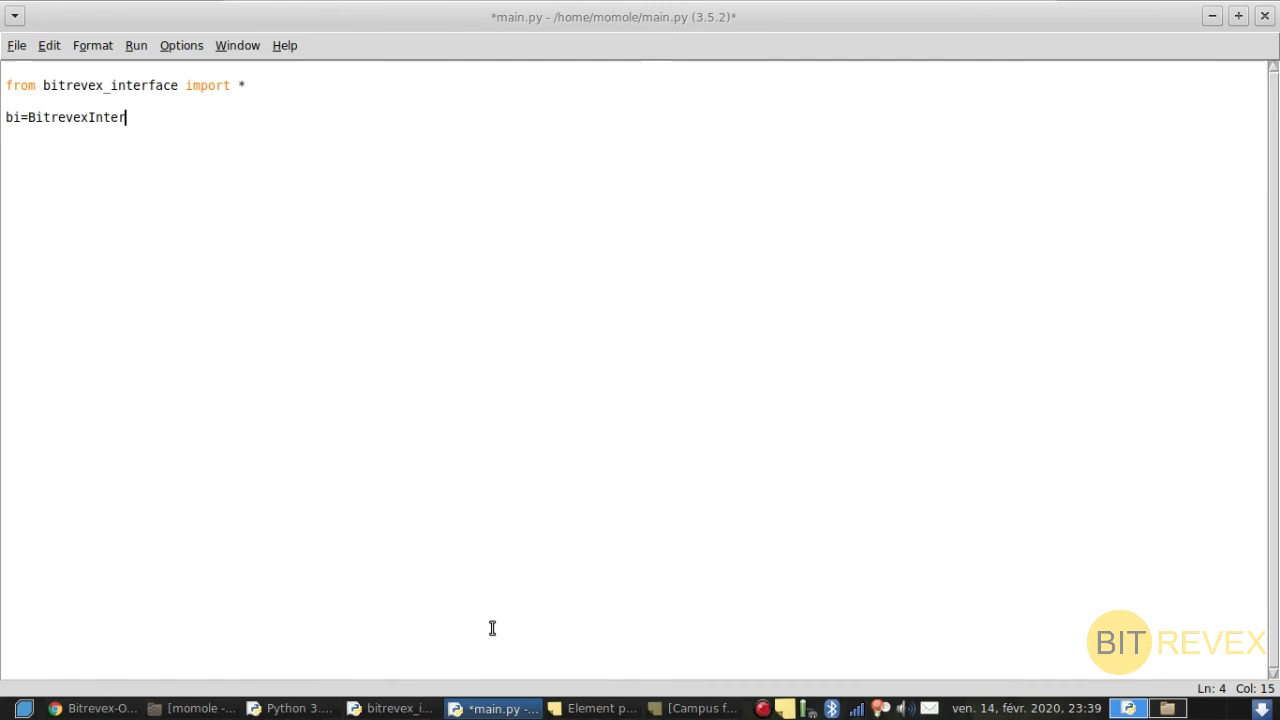 *main.py - /home/momole/main.py (3.5.2)*
File Edit Format Run Options Window Help
from bitrevex_interface import *
bi=BitrevexInter
BITREVEX
Ln: 4 Col: 15
Bitrevex-O... [momole -... Python 3.... bitrevex_i... *main.py -... Element p... [Campus f... ven. 14, févr. 2020, 23:39